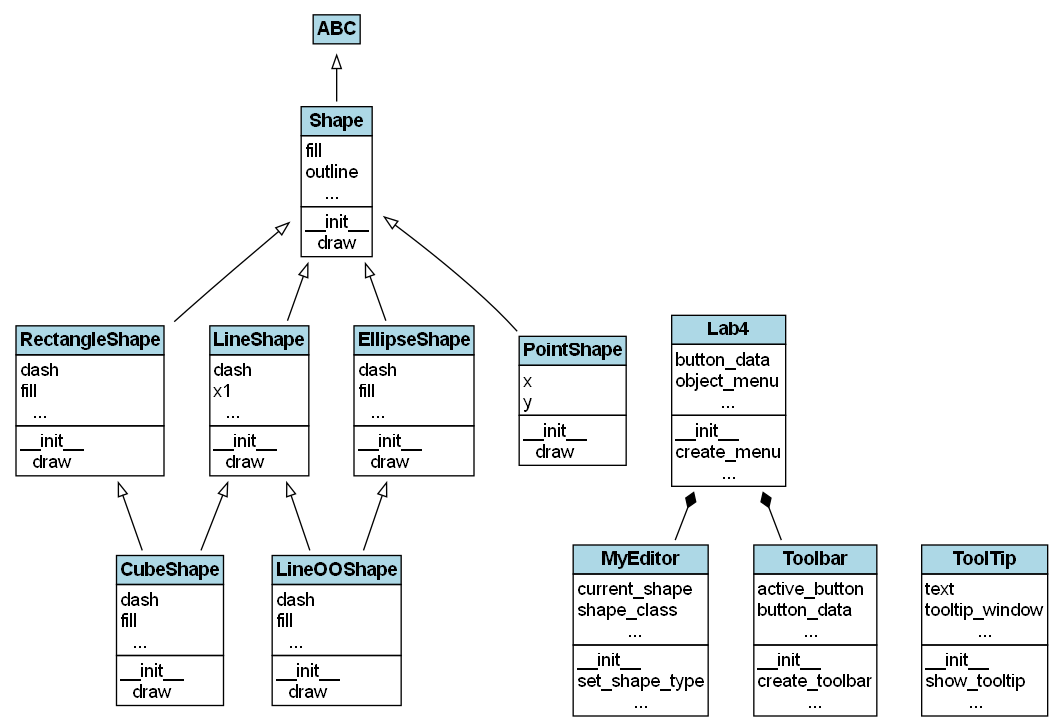 ABC
Shape
fill
outline
...
__init__
draw
RectangleShape
dash
fill
...
__init__
draw
LineShape
dash
x1
...
__init__
draw
EllipseShape
dash
fill
...
__init__
draw
PointShape
x
y
__init__
draw
Lab4
button_data
object_menu
...
__init__
create_menu
...
CubeShape
dash
fill
...
__init__
draw
LineOOShape
dash
fill
...
__init__
draw
MyEditor
current_shape
shape_class
...
__init__
set_shape_type
...
Toolbar
active_button
button_data
...
__init__
create_toolbar
...
ToolTip
text
tooltip_window
...
__init__
show_tooltip
...